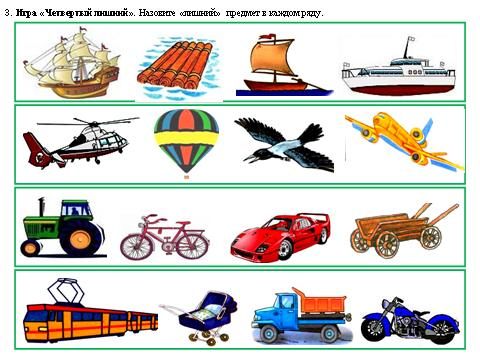 3. Игра «Четвертый лишний». Назовите «лишний» предмет в каждом ряду.